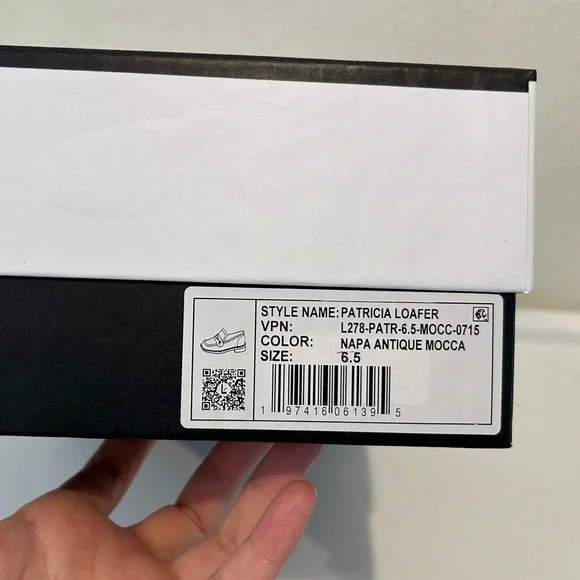 STYLE NAME: PATRICIA LOAFER
VPN: L278-PATR-6.5-MOCC-0715
COLOR: NAPA ANTIQUE MOCCA
SIZE: 6.5
L
1 97416 06139 5